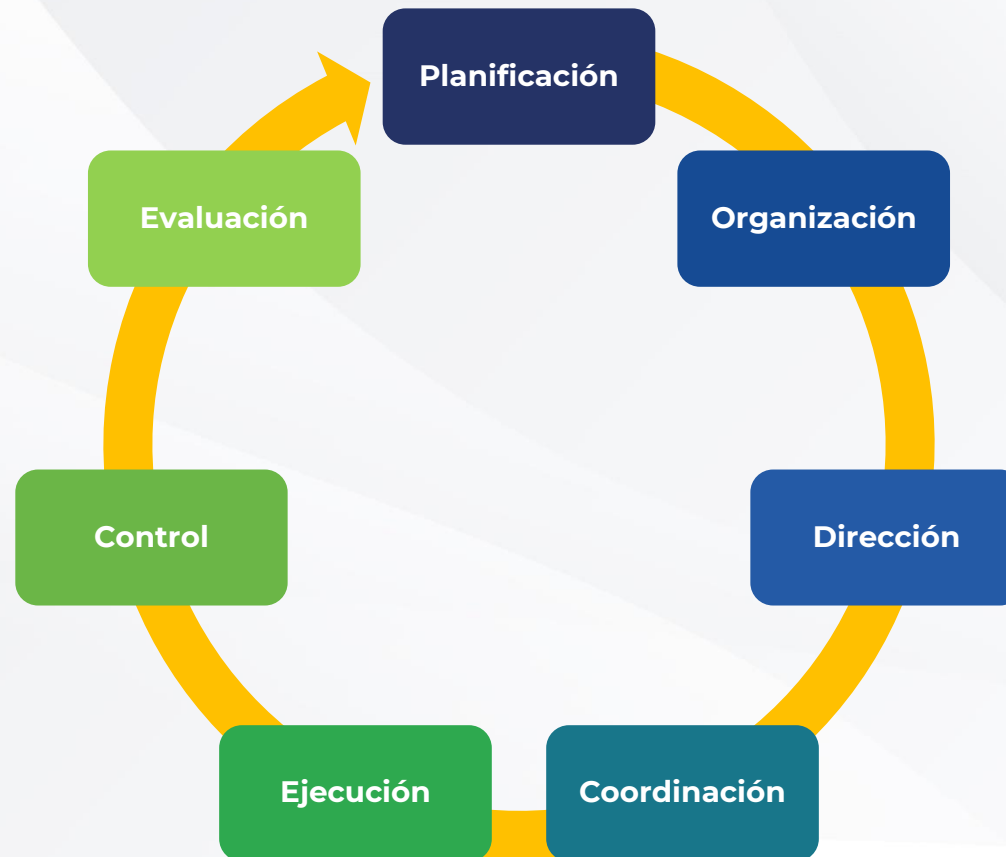 Planificación
Organización
Dirección
Coordinación
Ejecución
Control
Evaluación